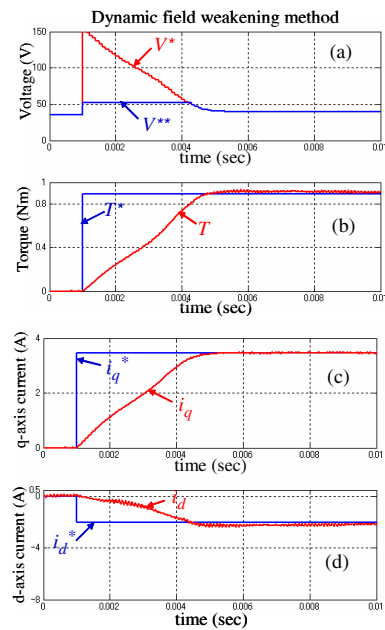 Dynamic field weakening method
Voltage (V)
150
100
50
0
V*
V**
(a)
0 0.002 0.004 0.006 0.008 0.01
time (sec)
Torque (Nm)
1
0.8
0.4
0
T*
T
(b)
0 0.002 0.004 0.006 0.008 0.01
time (sec)
q-axis current (A)
4
2
0
iq*
iq
(c)
0 0.002 0.004 0.006 0.008 0.01
time (sec)
d-axis current (A)
0.5
0
-4
-8
id
id*
(d)
0 0.002 0.004 0.006 0.008 0.01
time (sec)